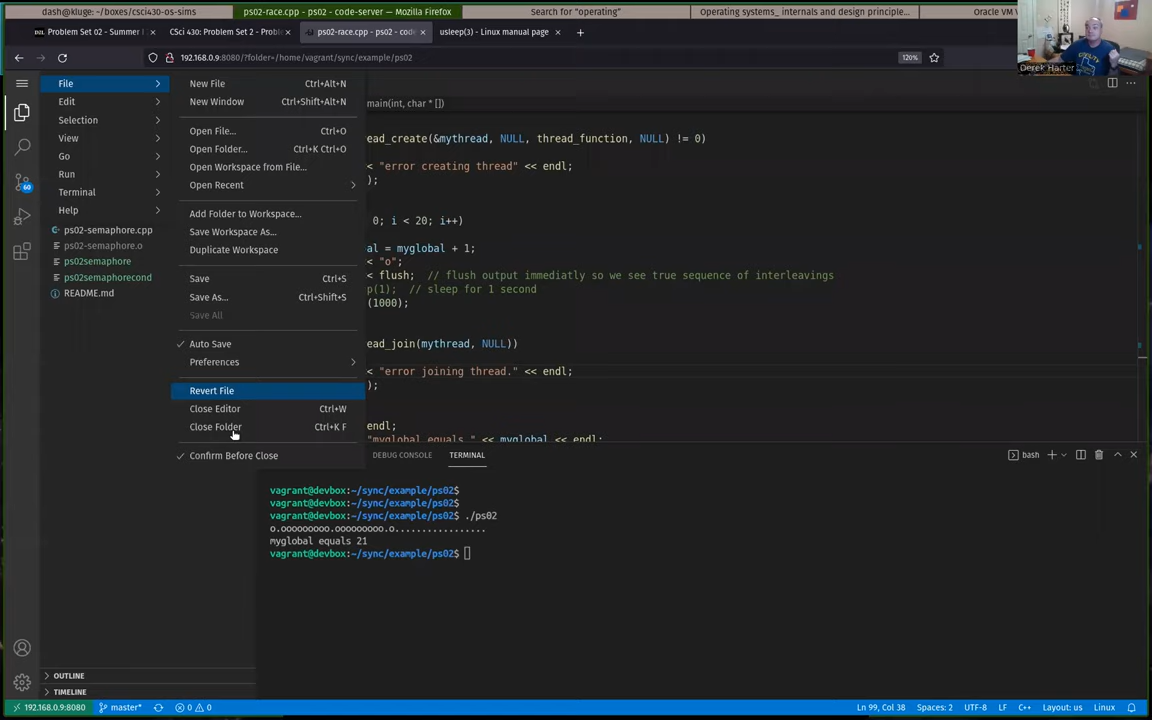 dash@kluge: ~/boxes/csci430-os-sims
ps02-race.cpp - ps02 - code-server — Mozilla Firefox
Search for "operating"
Operating systems_ internals and design principle...
Oracle VM V
Problem Set 02 - Summer I
CSci 430: Problem Set 2 - Proble
ps02-race.cpp - ps02 - code
usleep(3) - Linux manual page
192.168.0.9:8080/?folder=/home/vagrant/sync/example/ps02
120%
Derek Harter
File
Edit
Selection
View
Go
Run
Terminal
Help
New File Ctrl+Alt+N
New Window Ctrl+Shift+Alt+N
Open File... Ctrl+O
Open Folder... Ctrl+K Ctrl+O
Open Workspace from File...
Open Recent
Add Folder to Workspace...
Save Workspace As...
Duplicate Workspace
Save Ctrl+S
Save As... Ctrl+Shift+S
Save All
Auto Save
Preferences
Revert File
Close Editor Ctrl+W
Close Folder Ctrl+K F
Confirm Before Close
60
ps02-semaphore.cpp
ps02-semaphore.o
ps02semaphore
ps02semaphorecond
README.md
main(int, char * [])
ead_create(&mythread, NULL, thread_function, NULL) != 0)
< "error creating thread" << endl;
);
0; i < 20; i++)
al = myglobal + 1;
< "o";
< flush; // flush output immediatly so we see true sequence of interleavings
p(1); // sleep for 1 second
(1000);
ead_join(mythread, NULL))
< "error joining thread." << endl;
);
endl;
"myglobal equals " << myglobal << endl;
DEBUG CONSOLE
TERMINAL
bash
vagrant@devbox:~/sync/example/ps02$
vagrant@devbox:~/sync/example/ps02$
vagrant@devbox:~/sync/example/ps02$ ./ps02
o.ooooooooo.ooooooooo.o.................
myglobal equals 21
vagrant@devbox:~/sync/example/ps02$
OUTLINE
TIMELINE
192.168.0.9:8080
master*
0
0
Ln 99, Col 38
Spaces: 2
UTF-8
LF
C++
Layout: us
Linux